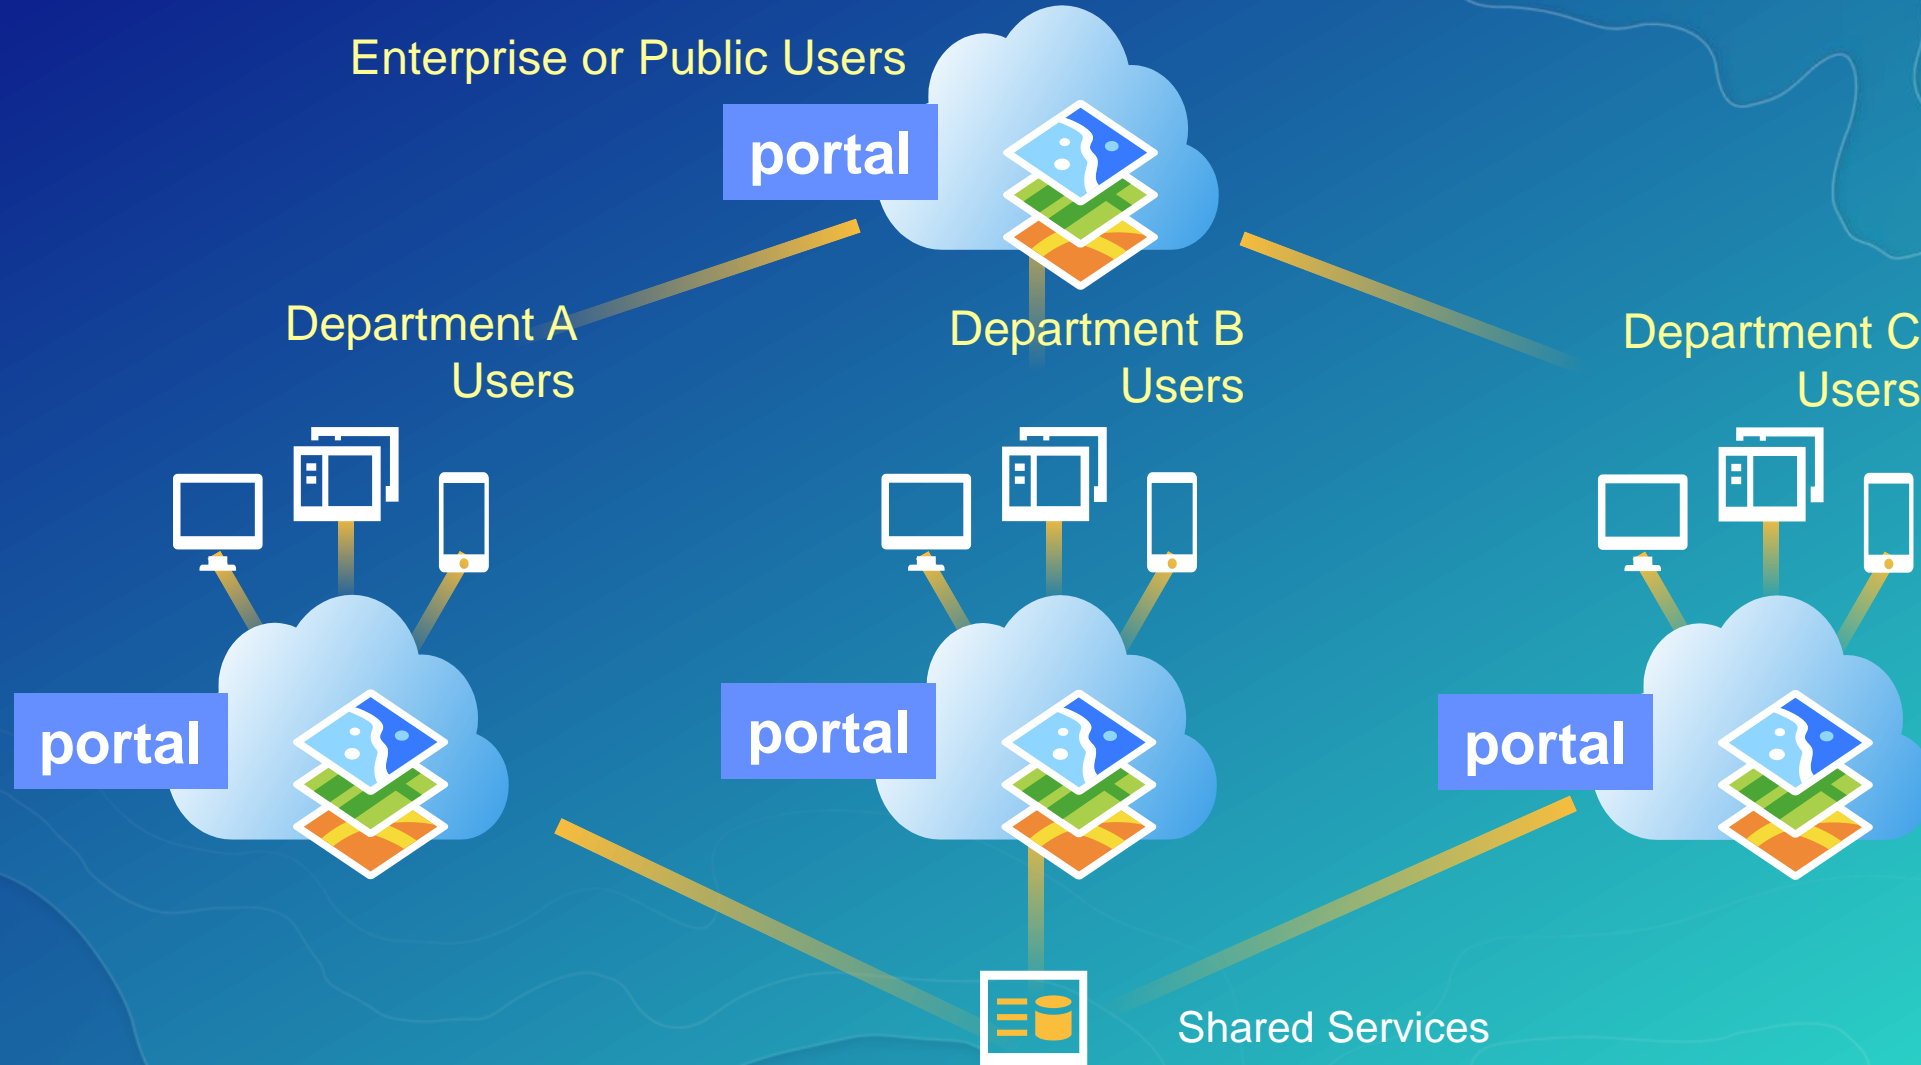 Enterprise or Public Users
portal
Department A
Users
Department B
Users
Department C
Users
portal
portal
portal
Shared Services